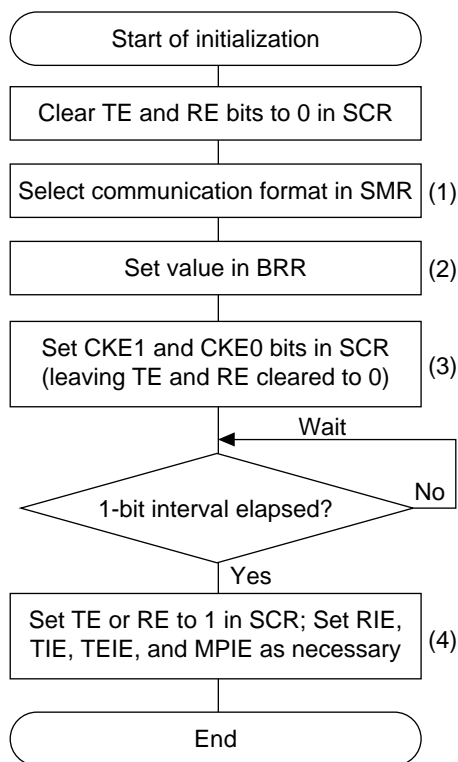 Start of initialization
Clear TE and RE bits to 0 in SCR
Select communication format in SMR
(1)
Set value in BRR
(2)
Set CKE1 and CKE0 bits in SCR
(leaving TE and RE cleared to 0)
(3)
Wait
1-bit interval elapsed?
No
Yes
Set TE or RE to 1 in SCR; Set RIE,
TIE, TEIE, and MPIE as necessary
(4)
End